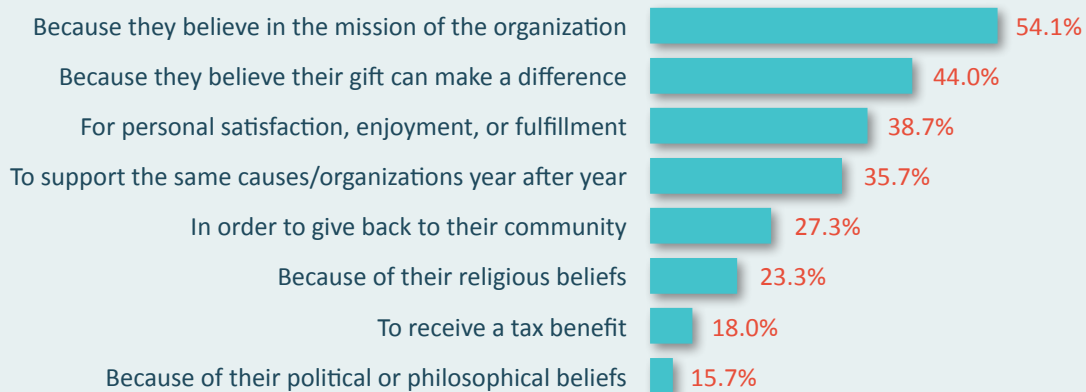 Because they believe in the mission of the organization 54.1%
Because they believe their gift can make a difference 44.0%
For personal satisfaction, enjoyment, or fulfillment 38.7%
To support the same causes/organizations year after year 35.7%
In order to give back to their community 27.3%
Because of their religious beliefs 23.3%
To receive a tax benefit 18.0%
Because of their political or philosophical beliefs 15.7%